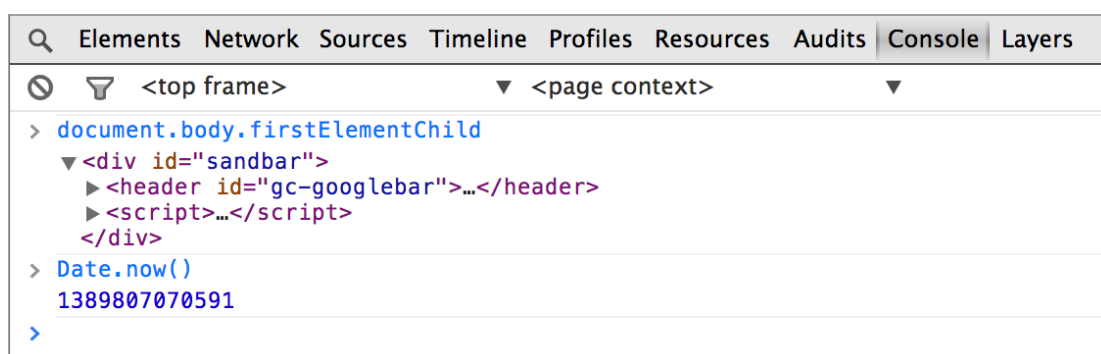 Elements Network Sources Timeline Profiles Resources Audits Console Layers
<top frame> ▼ <page context> ▼
> document.body.firstElementChild
▼<div id="sandbar">
▶<header id="gc-googlebar">…</header>
▶<script>…</script>
</div>
> Date.now()
1389807070591
>